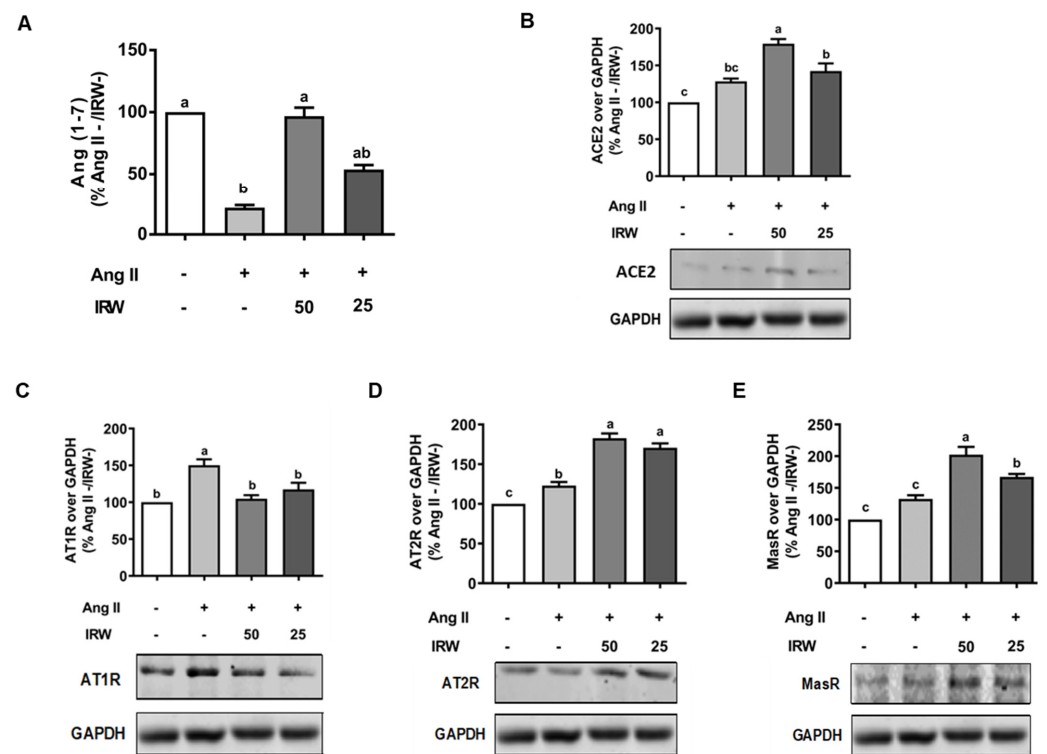 A
Ang (1-7)
(% Ang II - /IRW-)
150
100
50
0
a
b
a
ab
Ang II - + + +
IRW - - 50 25
B
ACE2 over GAPDH
(% Ang II - /IRW-)
200
150
100
50
0
c
bc
a
b
Ang II - + + +
IRW - - 50 25
ACE2
GAPDH
C
AT1R over GAPDH
(% Ang II -/IRW-)
200
150
100
50
0
b
a
b
b
Ang II - + + +
IRW - - 50 25
AT1R
GAPDH
D
AT2R over GAPDH
(% Ang II - /IRW-)
200
150
100
50
0
c
b
a
a
Ang II - + + +
IRW - - 50 25
AT2R
GAPDH
E
MasR over GAPDH
(% Ang II -/IRW-)
250
200
150
100
50
0
c
c
a
b
Ang II - + + +
IRW - - 50 25
MasR
GAPDH